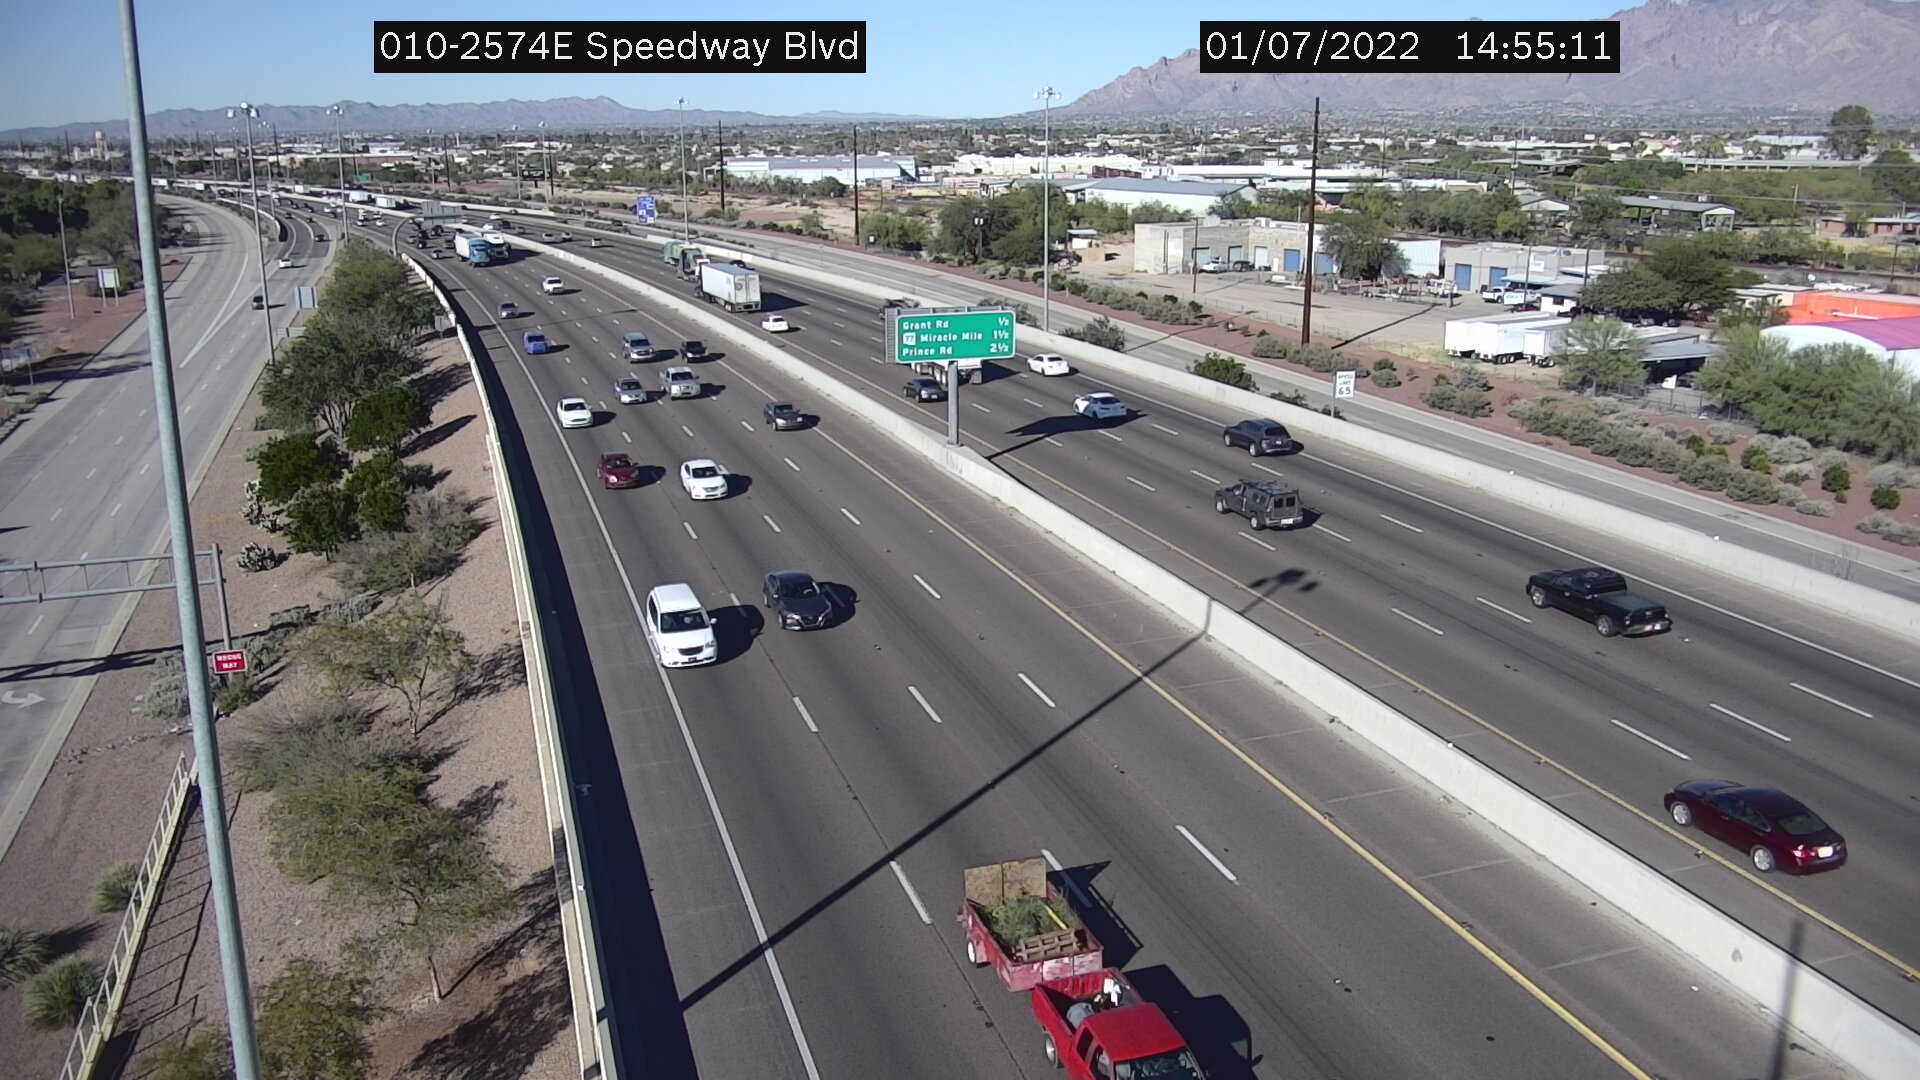 010-2574E Speedway Blvd
01/07/2022 14:55:11
Grant Rd ½
77 Miracle Mile 1½
Prince Rd 2½
SPEED
LIMIT
65
WRONG
WAY